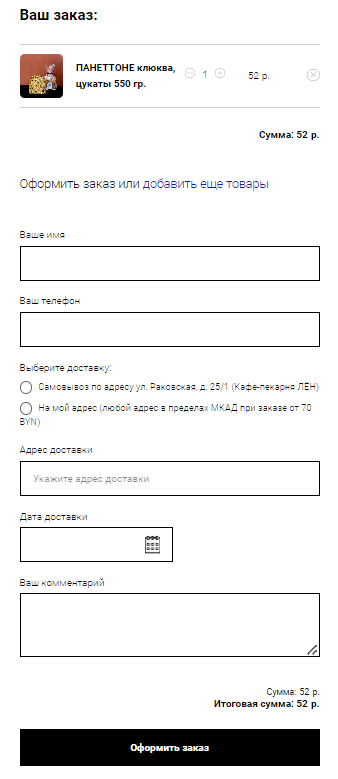 Ваш заказ:
ПАНЕТТОНЕ клюква, 1 52 р.
цукаты 550 гр.
Сумма: 52 р.
Оформить заказ или добавить еще товары
Ваше имя
Ваш телефон
Выберите доставку:
Самовывоз по адресу ул. Раковская, д. 25/1 (Кафе-пекарня ЛЁН)
На мой адрес (любой адрес в пределах МКАД при заказе от 70
BYN)
Адрес доставки
Укажите адрес доставки
Дата доставки
Ваш комментарий
Сумма: 52 р.
Итоговая сумма: 52 р.
Оформить заказ